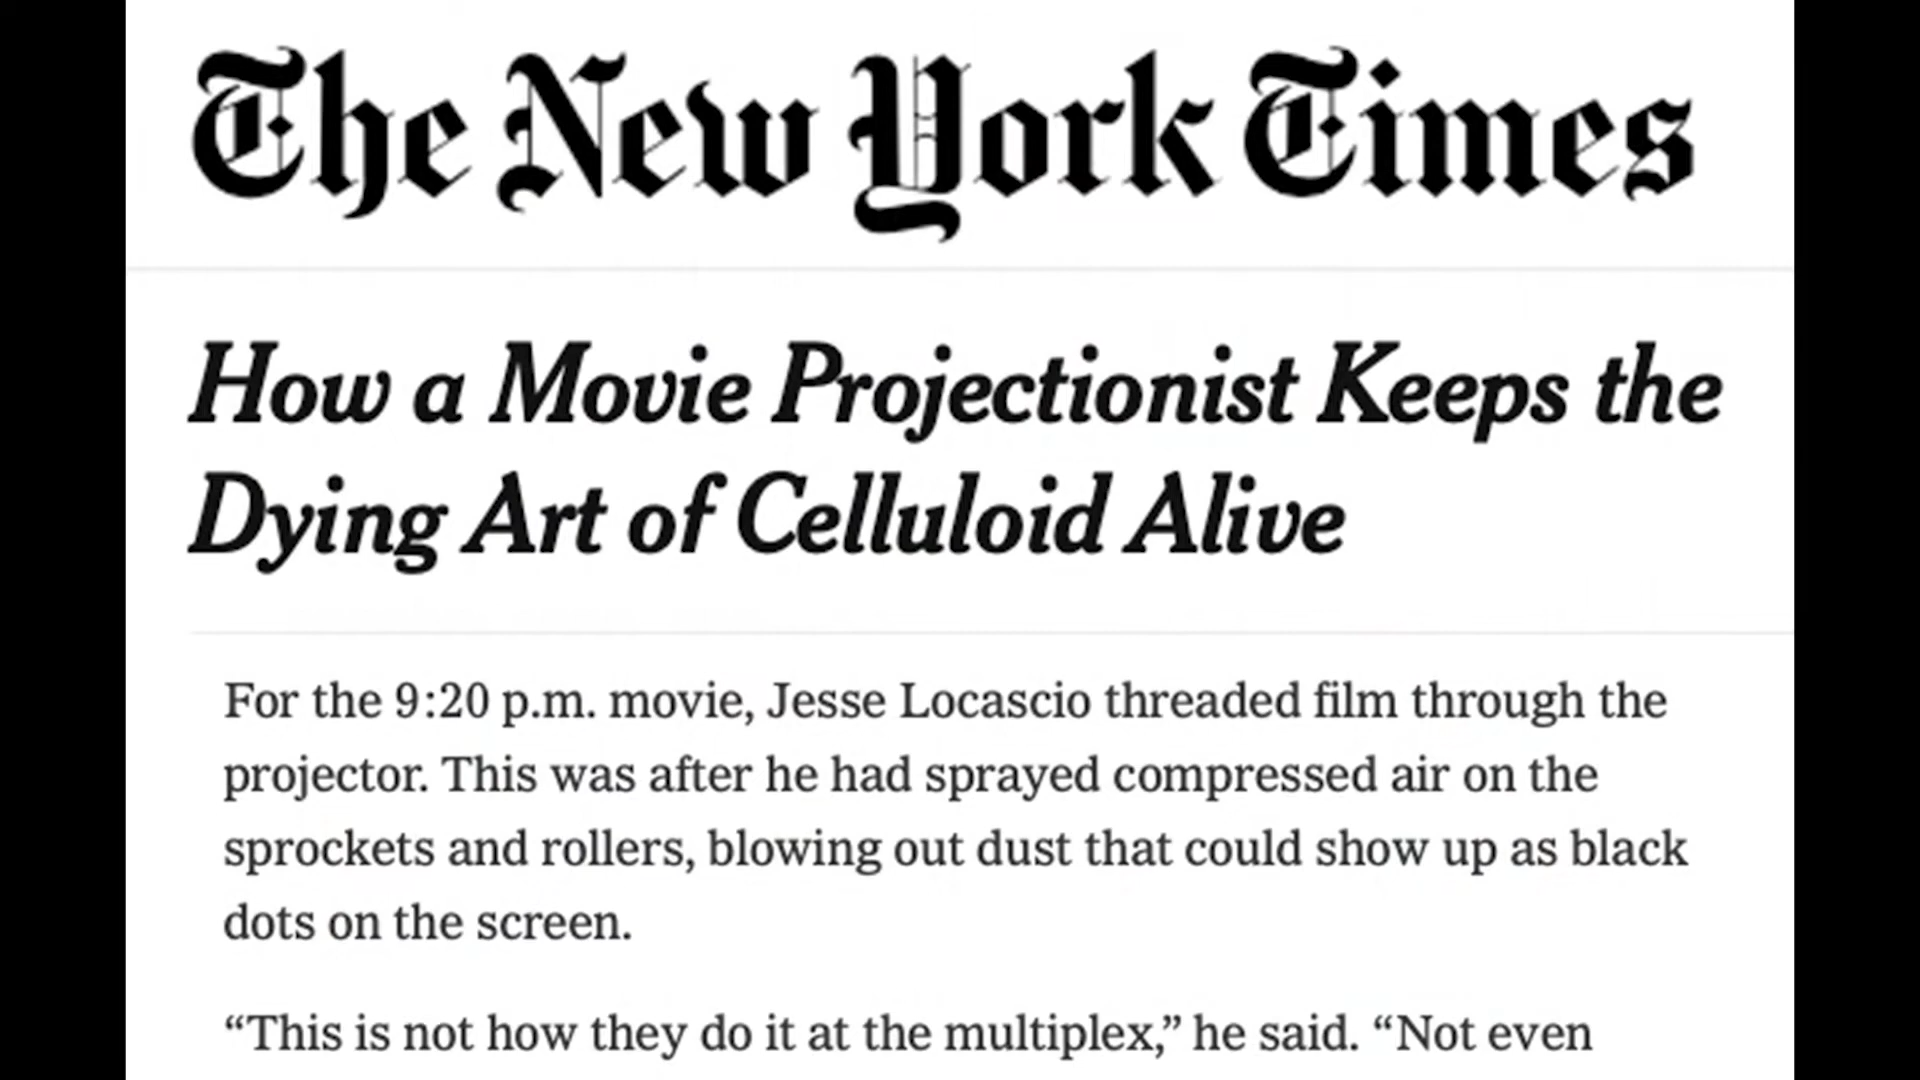 The New York Times
How a Movie Projectionist Keeps the
Dying Art of Celluloid Alive
For the 9:20 p.m. movie, Jesse Locascio threaded film through the
projector. This was after he had sprayed compressed air on the
sprockets and rollers, blowing out dust that could show up as black
dots on the screen.
“This is not how they do it at the multiplex,” he said. “Not even